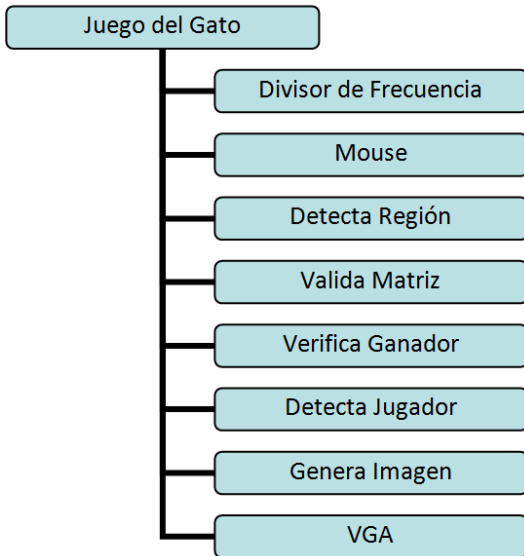 Juego del Gato
Divisor de Frecuencia
Mouse
Detecta Región
Valida Matriz
Verifica Ganador
Detecta Jugador
Genera Imagen
VGA